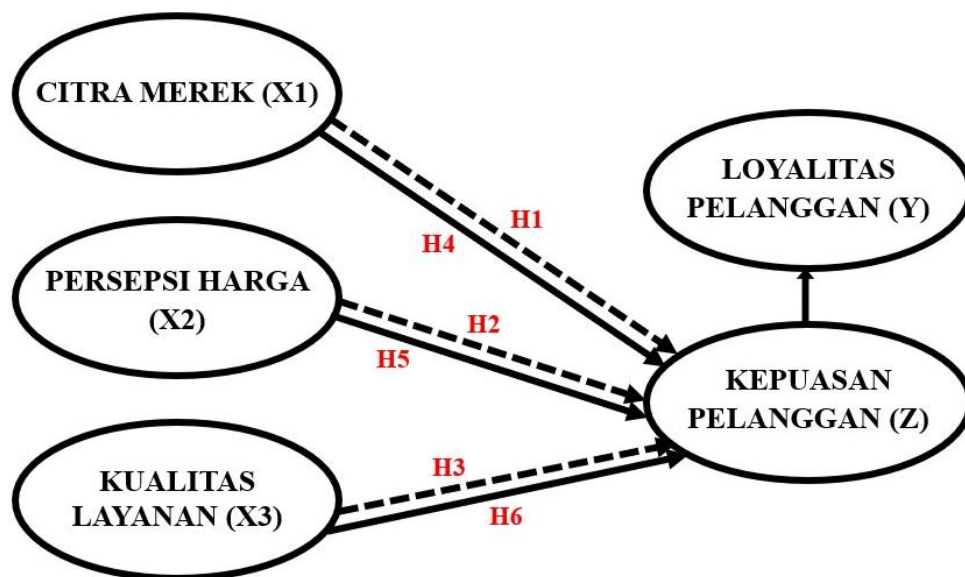 CITRA MEREK (X1)
PERSEPSI HARGA
(X2)
KUALITAS
LAYANAN (X3)
H1
H4
H2
H5
H3
H6
LOYALITAS
PELANGGAN (Y)
KEPUASAN
PELANGGAN (Z)